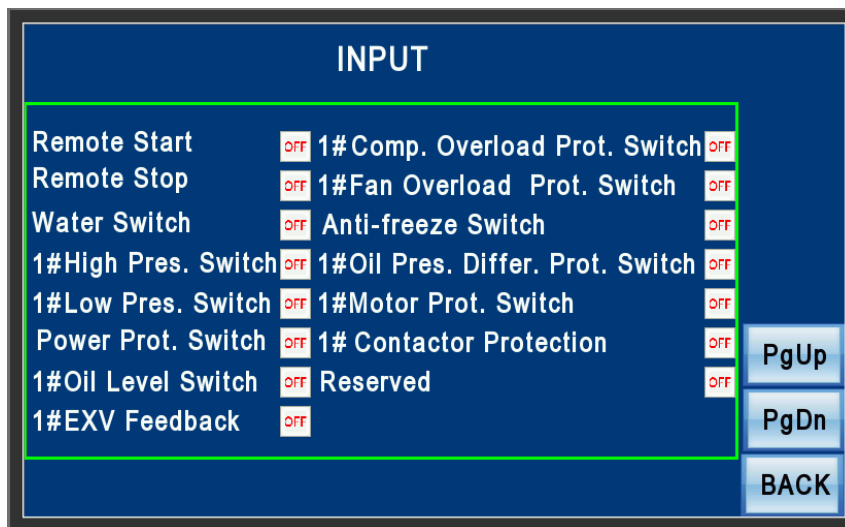 INPUT
Remote Start OFF 1#Comp. Overload Prot. Switch OFF
Remote Stop OFF 1#Fan Overload Prot. Switch OFF
Water Switch OFF Anti-freeze Switch OFF
1#High Pres. Switch OFF 1#Oil Pres. Differ. Prot. Switch OFF
1#Low Pres. Switch OFF 1#Motor Prot. Switch OFF
Power Prot. Switch OFF 1# Contactor Protection OFF
1#Oil Level Switch OFF Reserved OFF
1#EXV Feedback OFF
PgUp
PgDn
BACK